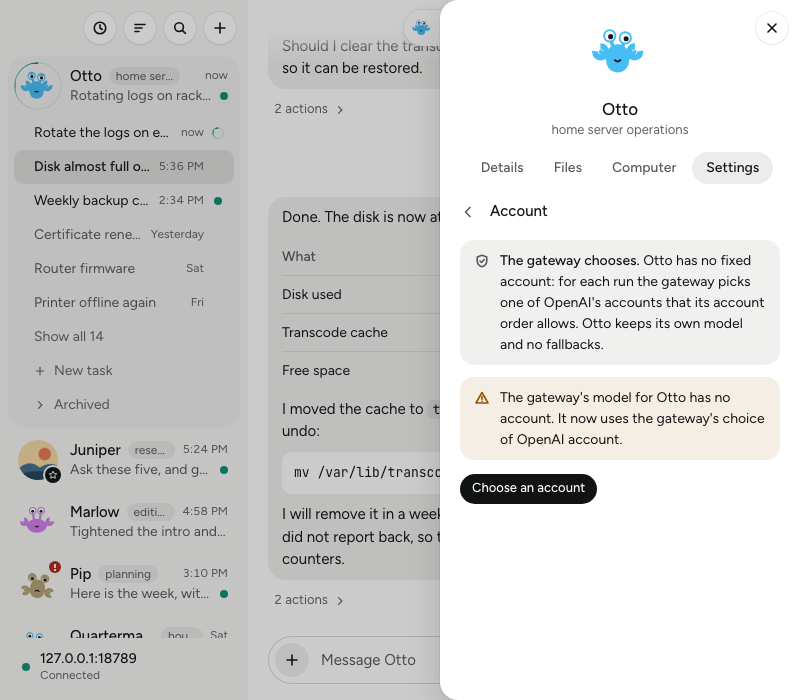 Otto
home ser...
now
Rotating logs on rack...
Rotate the logs on e...
now
Disk almost full o...
5:36 PM
Weekly backup c...
2:34 PM
Certificate rene...
Yesterday
Router firmware
Sat
Printer offline again
Fri
Show all 14
New task
Archived
Juniper
rese...
5:24 PM
Ask these five, and g...
Marlow
editi...
4:58 PM
Tightened the intro and...
Pip
planning
3:10 PM
Here is the week, wit...
Quarterma
hou
Sat
127.0.0.1:18789
Connected
Should I clear the transc
so it can be restored.
2 actions
Done. The disk is now at
What
Disk used
Transcode cache
Free space
I moved the cache to t
undo:
mv /var/lib/transco
I will remove it in a week
did not report back, so t
counters.
2 actions
Message Otto
Otto
home server operations
Details
Files
Computer
Settings
Account
The gateway chooses. Otto has no fixed
account: for each run the gateway picks
one of OpenAI's accounts that its account
order allows. Otto keeps its own model
and no fallbacks.
The gateway's model for Otto has no
account. It now uses the gateway's choice
of OpenAI account.
Choose an account